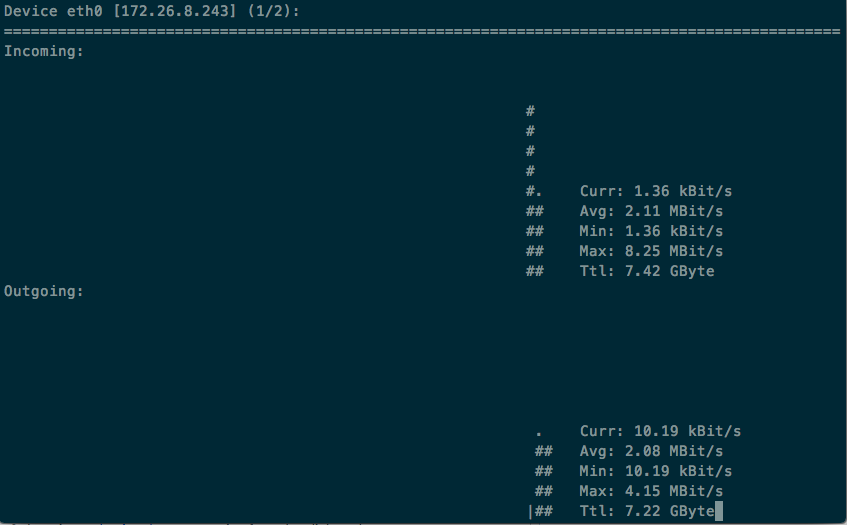 Device eth0 [172.26.8.243] (1/2):
=============================================================================================
Incoming:
#
#
#
#
#.    Curr: 1.36 kBit/s
##    Avg: 2.11 MBit/s
##    Min: 1.36 kBit/s
##    Max: 8.25 MBit/s
##    Ttl: 7.42 GByte
Outgoing:
.    Curr: 10.19 kBit/s
##   Avg: 2.08 MBit/s
##   Min: 10.19 kBit/s
##   Max: 4.15 MBit/s
|##   Ttl: 7.22 GByte